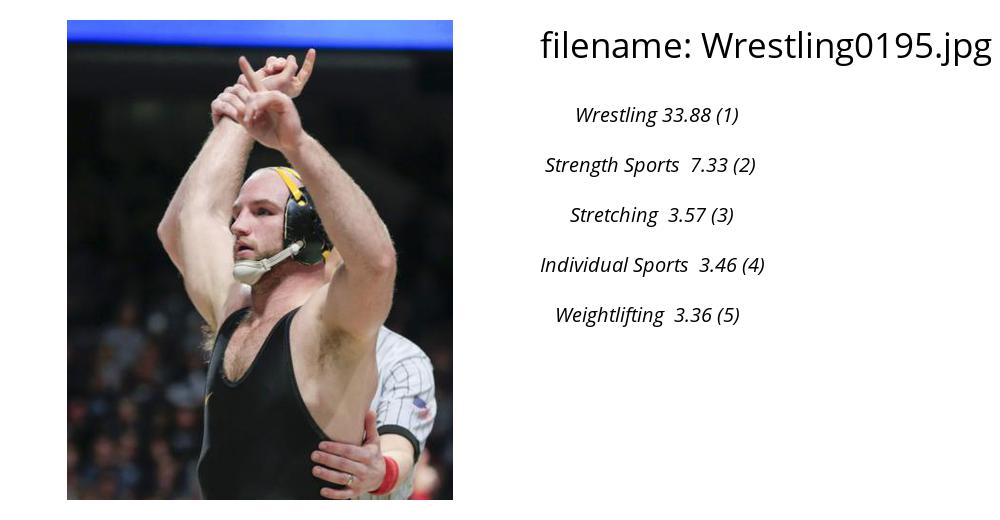 filename: Wrestling0195.jpg
Wrestling 33.88 (1)
Strength Sports 7.33 (2)
Stretching 3.57 (3)
Individual Sports 3.46 (4)
Weightlifting 3.36 (5)